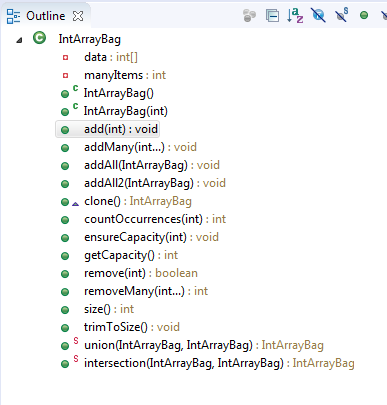 Outline
IntArrayBag
data : int[]
manyItems : int
IntArrayBag()
IntArrayBag(int)
add(int) : void
addMany(int...) : void
addAll(IntArrayBag) : void
addAll2(IntArrayBag) : void
clone() : IntArrayBag
countOccurrences(int) : int
ensureCapacity(int) : void
getCapacity() : int
remove(int) : boolean
removeMany(int...) : int
size() : int
trimToSize() : void
union(IntArrayBag, IntArrayBag) : IntArrayBag
intersection(IntArrayBag, IntArrayBag) : IntArrayBag